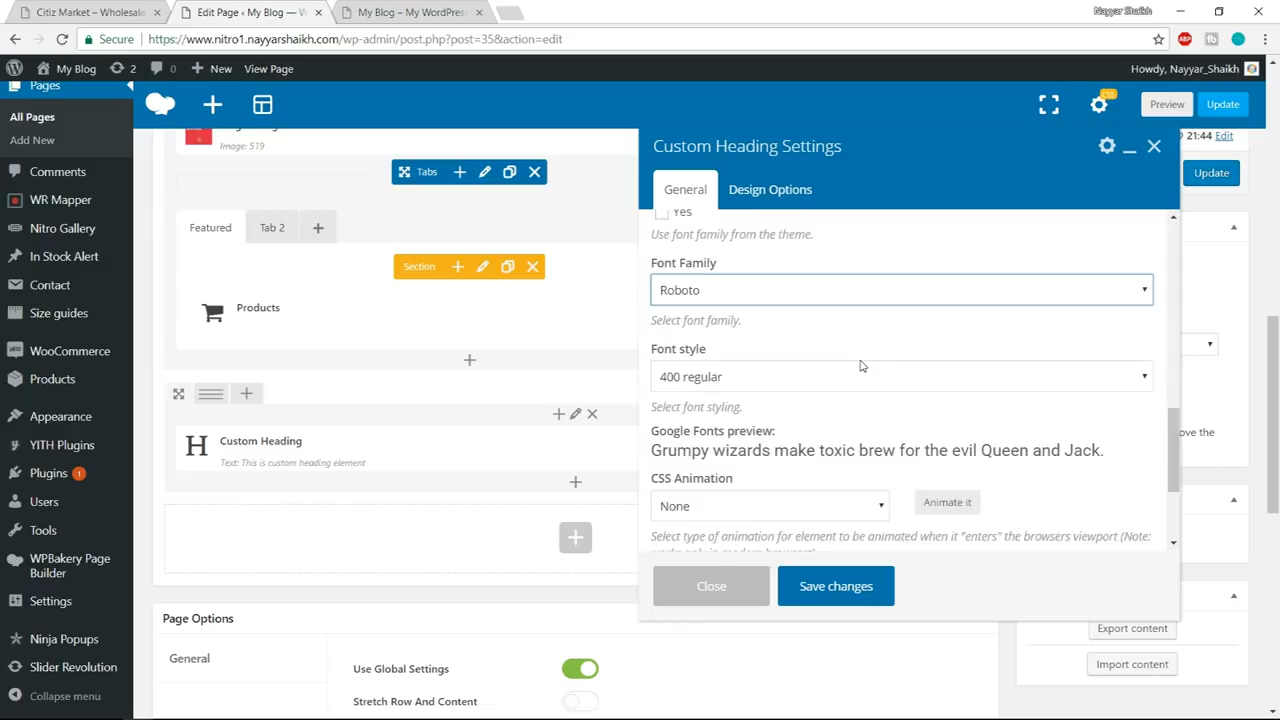 Citiz Market – Wholesale
Edit Page ‹ My Blog — W
My Blog – My WordPress
Nayyar Shaikh
Secure
https://www.nitro1.nayyarshaikh.com/wp-admin/post.php?post=35&action=edit
My Blog
2
0
New
View Page
Howdy, Nayyar_Shaikh
Pages
All Pages
Add New
Comments
WR Mapper
Nitro Gallery
In Stock Alert
Contact
Size guides
WooCommerce
Products
Appearance
YITH Plugins
Plugins 1
Users
Tools
WPBakery Page
Builder
Settings
Ninja Popups
Slider Revolution
Collapse menu
CSS
Preview
Update
Image: 519
Tabs
Featured
Tab 2
Section
Products
Custom Heading
Text: This is custom heading element
Page Options
General
Use Global Settings
Stretch Row And Content
Custom Heading Settings
General
Design Options
Yes
Use font family from the theme.
Font Family
Roboto
Select font family.
Font style
400 regular
Select font styling.
Google Fonts preview:
Grumpy wizards make toxic brew for the evil Queen and Jack.
CSS Animation
None
Animate it
Select type of animation for element to be animated when it "enters" the browsers viewport (Note:
Close
Save changes
21:44 Edit
Update
ove the
Export content
Import content